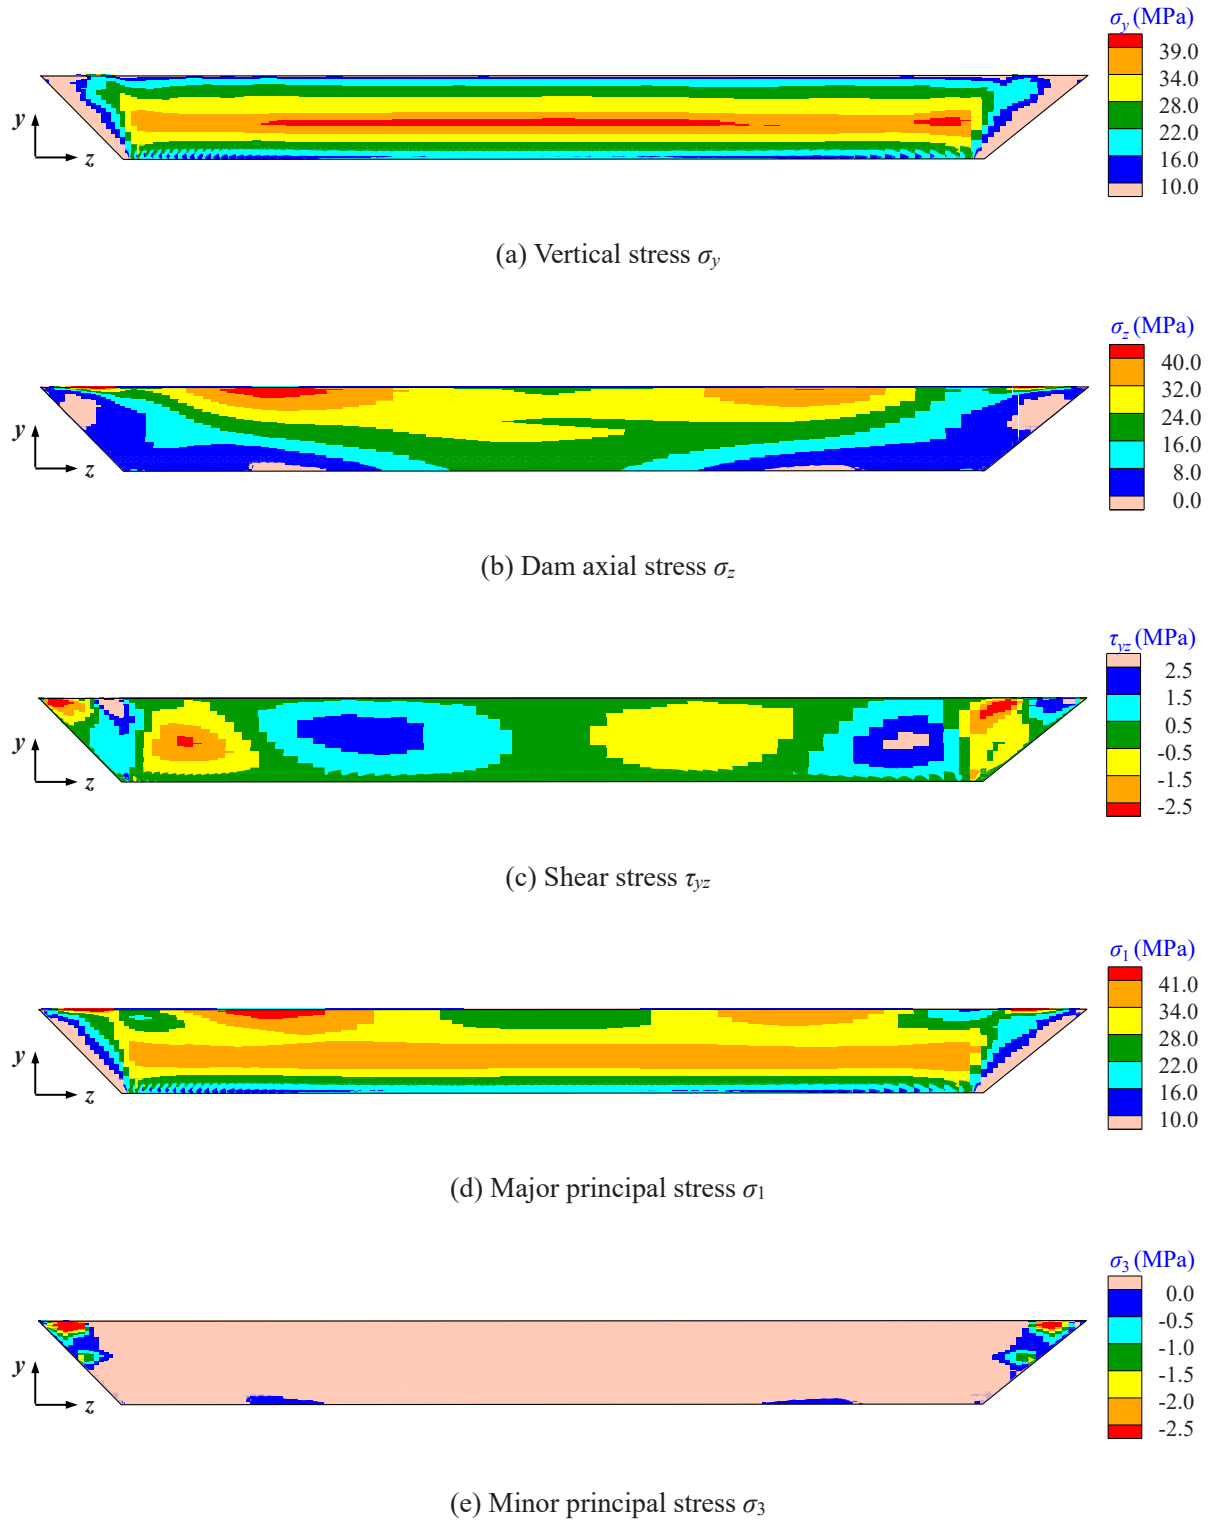 σy (MPa)
39.0
34.0
28.0
22.0
16.0
10.0
y
z
(a) Vertical stress σy
σz (MPa)
40.0
32.0
24.0
16.0
8.0
0.0
y
z
(b) Dam axial stress σz
τyz (MPa)
2.5
1.5
0.5
-0.5
-1.5
-2.5
y
z
(c) Shear stress τyz
σ1 (MPa)
41.0
34.0
28.0
22.0
16.0
10.0
y
z
(d) Major principal stress σ1
σ3 (MPa)
0.0
-0.5
-1.0
-1.5
-2.0
-2.5
y
z
(e) Minor principal stress σ3